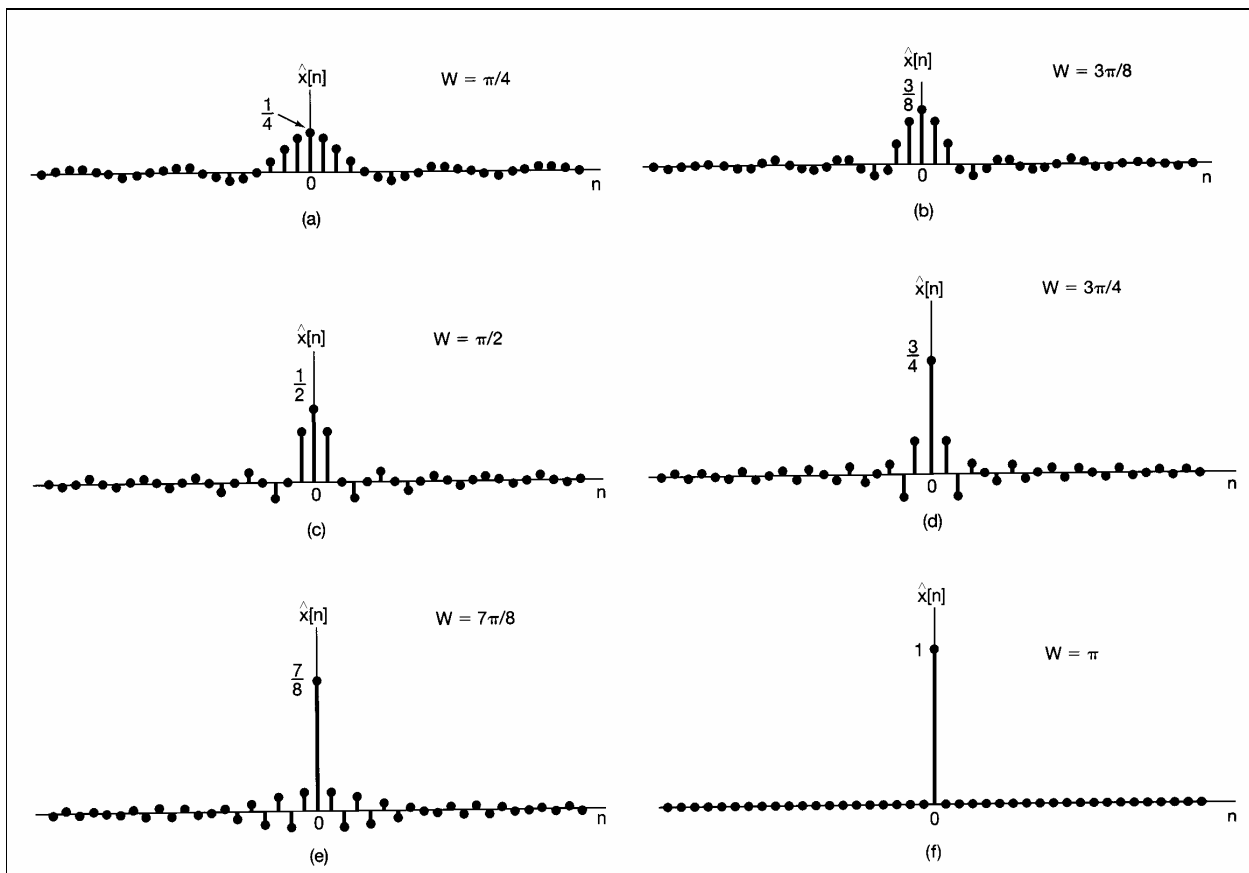 x̂[n]
W = π/4
1/4
0
n
(a)
x̂[n]
W = 3π/8
3/8
0
n
(b)
x̂[n]
W = π/2
1/2
0
n
(c)
x̂[n]
W = 3π/4
3/4
0
n
(d)
x̂[n]
W = 7π/8
7/8
0
n
(e)
x̂[n]
W = π
1
0
n
(f)